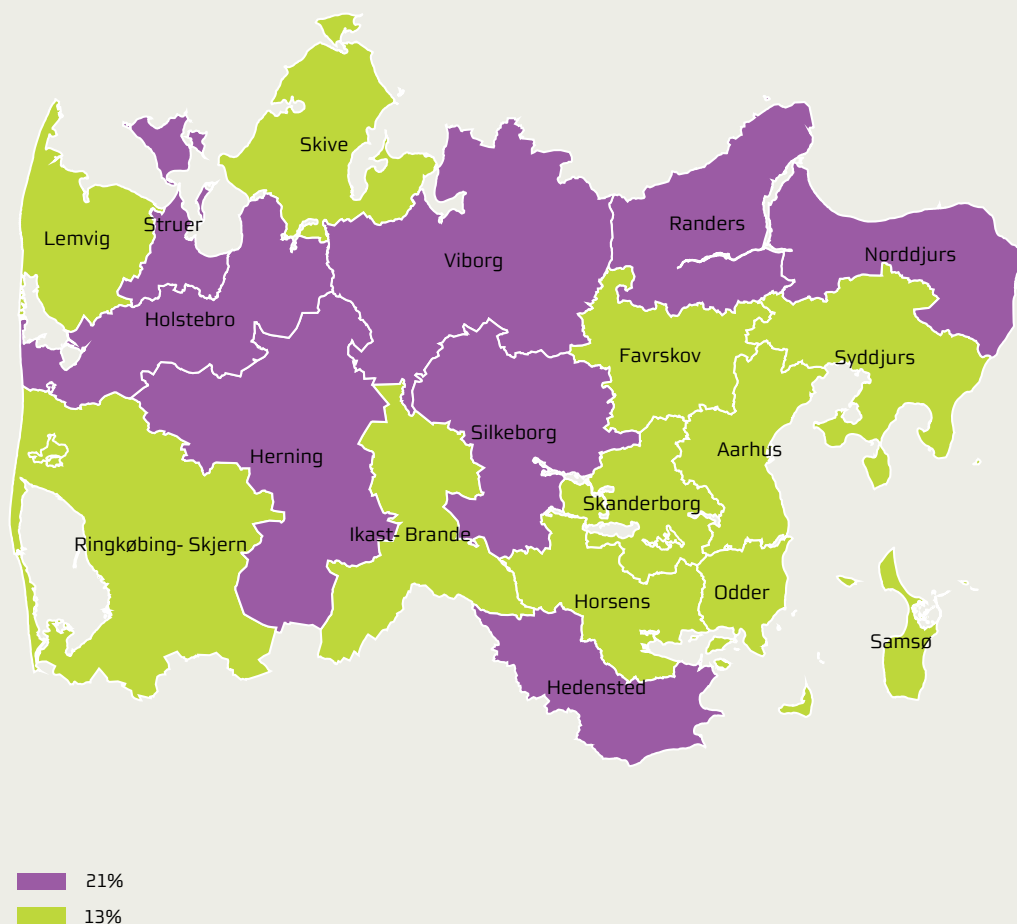 Skive
Struer
Lemvig
Randers
Norddjurs
Viborg
Holstebro
Favrskov
Syddjurs
Silkeborg
Aarhus
Herning
Skanderborg
Ikast- Brande
Ringkøbing- Skjern
Odder
Horsens
Samsø
Hedensted
21%
13%